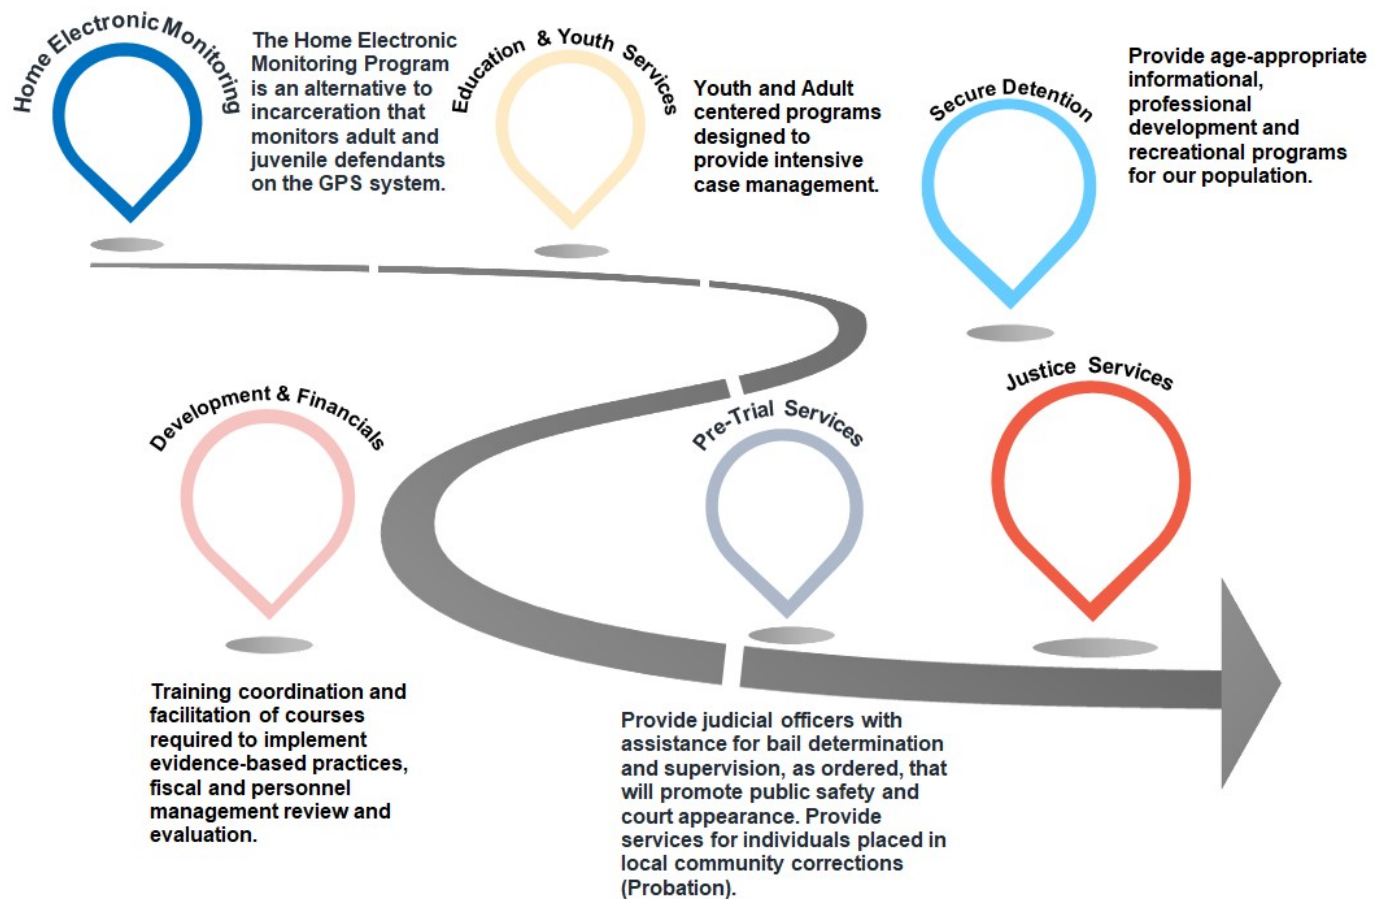 Home Electronic Monitoring
The Home Electronic
Monitoring Program
is an alternative to
incarceration that
monitors adult and
juvenile defendants
on the GPS system.
Education & Youth Services
Youth and Adult
centered programs
designed to
provide intensive
case management.
Secure Detention
Provide age-appropriate
informational,
professional
development and
recreational programs
for our population.
Development & Financials
Training coordination and
facilitation of courses
required to implement
evidence-based practices,
fiscal and personnel
management review and
evaluation.
Pre-Trial Services
Provide judicial officers with
assistance for bail determination
and supervision, as ordered, that
will promote public safety and
court appearance. Provide
services for individuals placed in
local community corrections
(Probation).
Justice Services